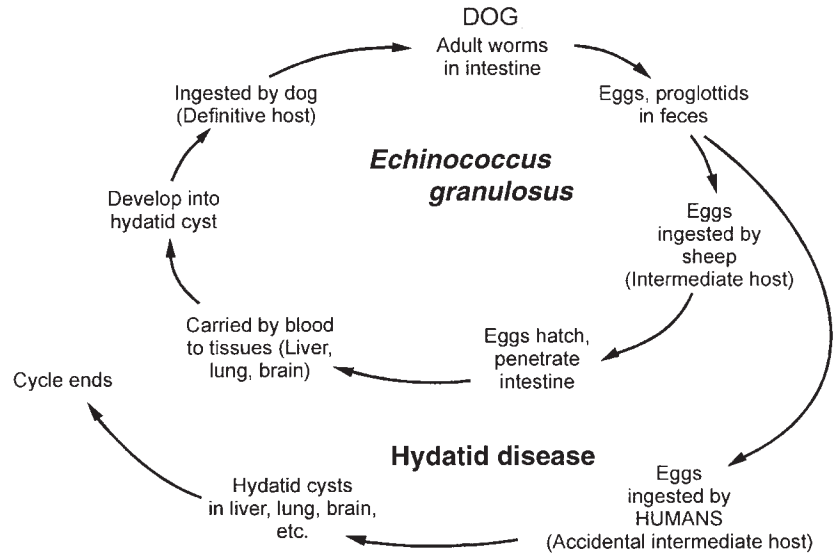 DOG
Adult worms
in intestine
Eggs, proglottids
in feces
Eggs
ingested by
sheep
(Intermediate host)
Eggs hatch,
penetrate
intestine
Carried by blood
to tissues (Liver,
lung, brain)
Develop into
hydatid cyst
Ingested by dog
(Definitive host)
Echinococcus
granulosus
Hydatid disease
Eggs
ingested by
HUMANS
(Accidental intermediate host)
Hydatid cysts
in liver, lung, brain,
etc.
Cycle ends